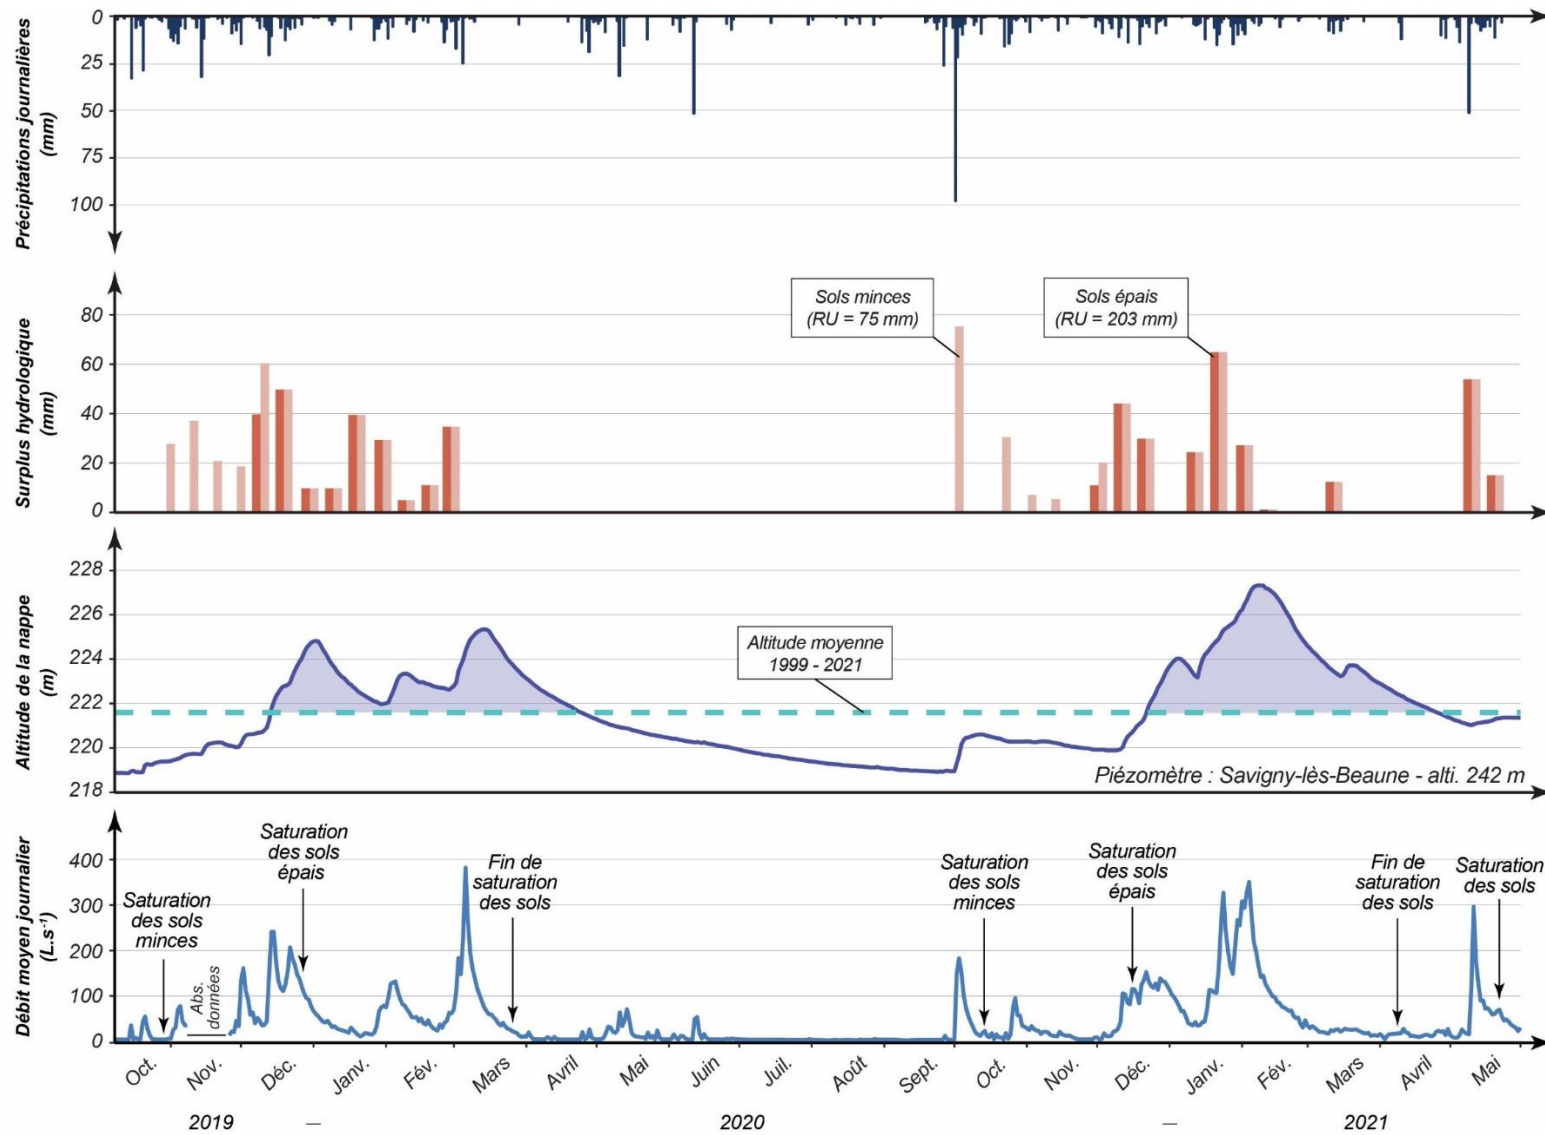 Précipitations journalières
(mm)
0
25
50
75
100
Surplus hydrologique
(mm)
80
60
40
20
0
Sols minces
(RU = 75 mm)
Sols épais
(RU = 203 mm)
Altitude de la nappe
(m)
228
226
224
222
220
218
Altitude moyenne
1999 - 2021
Piézomètre : Savigny-lès-Beaune - alti. 242 m
Débit moyen journalier
(L.s⁻¹)
400
300
200
100
0
Saturation
des sols
minces
Abs.
données
Saturation
des sols
épais
Fin de
saturation
des sols
Saturation
des sols
minces
Saturation
des sols
épais
Fin de
saturation
des sols
Saturation
des sols
Oct.
Nov.
Déc.
Janv.
Fév.
Mars
Avril
Mai
Juin
Juil.
Août
Sept.
Oct.
Nov.
Déc.
Janv.
Fév.
Mars
Avril
Mai
2019 — 2020 — 2021